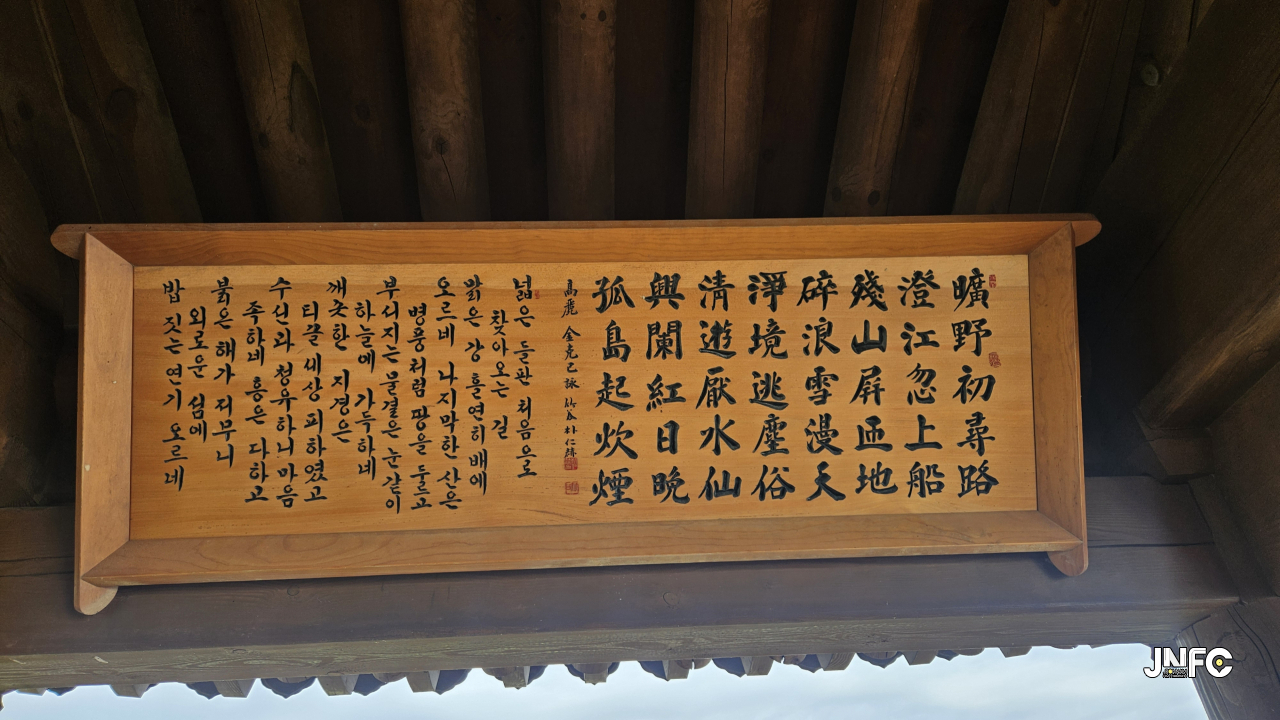 曠野初尋路
澄江忽上船
殘山屛匝地
碎浪雪漫天
淨境逃塵俗
清遊厭水仙
興闌紅日晩
孤島起炊煙
高麗 金克己 詠
넓은 들판 처음으로
찾아오는 길
맑은 강 홀연히 배에
오르네 나지막한 산은
병풍처럼 땅을 둘르고
부서지는 물결은 눈같이
하늘에 가득하네
깨끗한 지경은
티끌 세상 피하였고
수선과 청유하니 마음
족하네 흥은 다하고
붉은 해가 저무니
외로운 섬에
밥 짓는 연기 오르네
JNFC